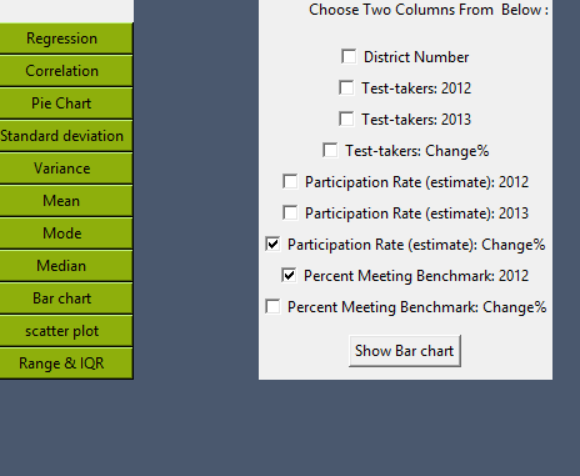 Regression
Correlation
Pie Chart
Standard deviation
Variance
Mean
Mode
Median
Bar chart
scatter plot
Range & IQR
Choose Two Columns From Below :
District Number
Test-takers: 2012
Test-takers: 2013
Test-takers: Change%
Participation Rate (estimate): 2012
Participation Rate (estimate): 2013
Participation Rate (estimate): Change%
Percent Meeting Benchmark: 2012
Percent Meeting Benchmark: Change%
Show Bar chart